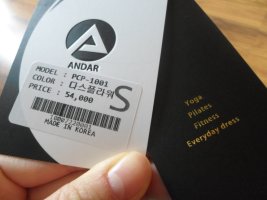 ANDAR
MODEL : PCP-1001
COLOR : 디스플라워
PRICE : 54,000
S
MADE IN KOREA
Yoga
Pilates
Fitness
Everyday dress